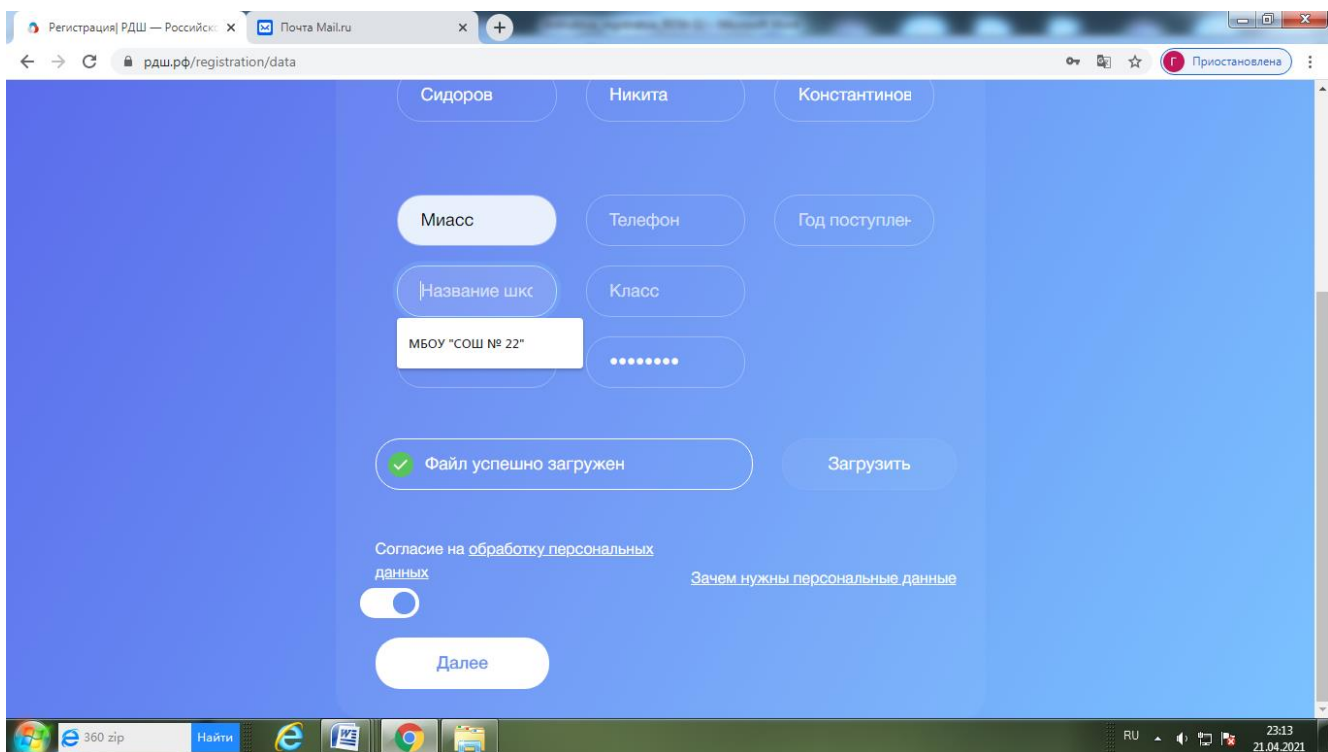 Регистрация| РДШ — Российск
Почта Mail.ru
рдш.рф/registration/data
Г Приостановлена
Сидоров Никита Константинов
Миасс Телефон Год поступлен
Название шко Класс
МБОУ "СОШ № 22"
••••••••
Файл успешно загружен Загрузить
Согласие на обработку персональных
данных
Зачем нужны персональные данные
Далее
360 zip Найти RU 23:13
21.04.2021